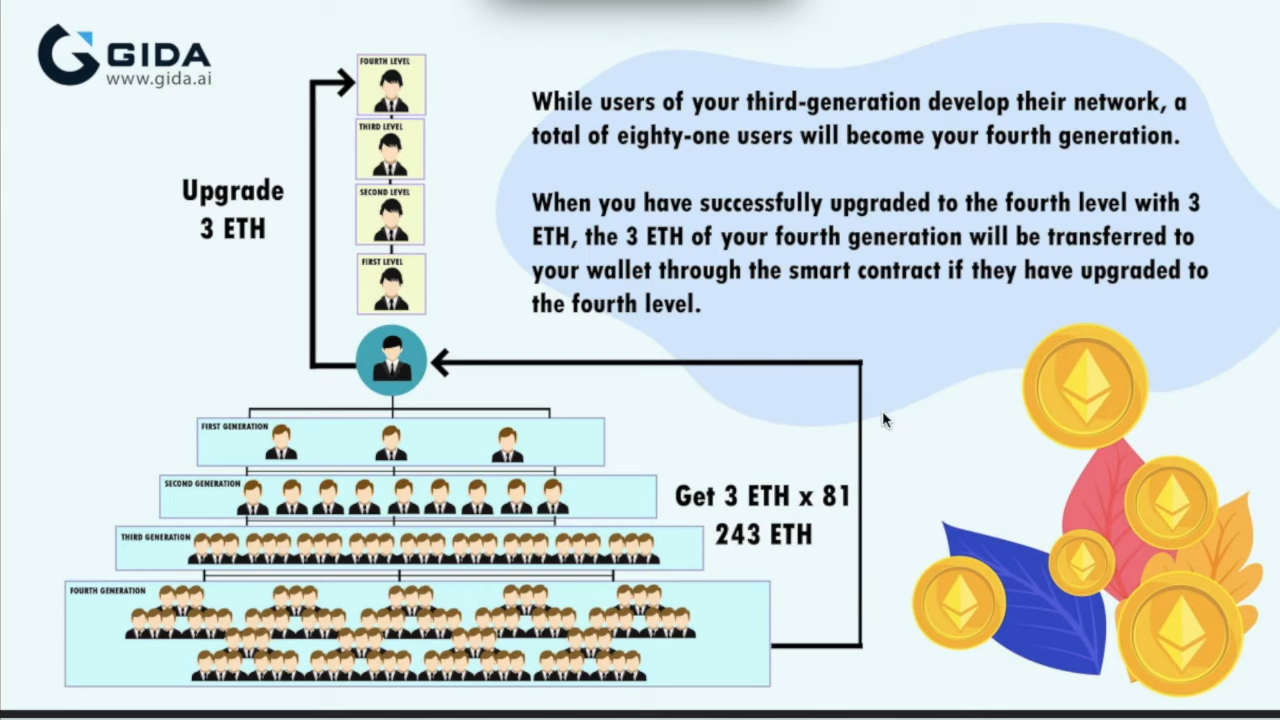 GIDA
www.gida.ai
FOURTH LEVEL
THIRD LEVEL
SECOND LEVEL
FIRST LEVEL
Upgrade
3 ETH
While users of your third-generation develop their network, a
total of eighty-one users will become your fourth generation.
When you have successfully upgraded to the fourth level with 3
ETH, the 3 ETH of your fourth generation will be transferred to
your wallet through the smart contract if they have upgraded to
the fourth level.
FIRST GENERATION
SECOND GENERATION
THIRD GENERATION
FOURTH GENERATION
Get 3 ETH x 81
243 ETH